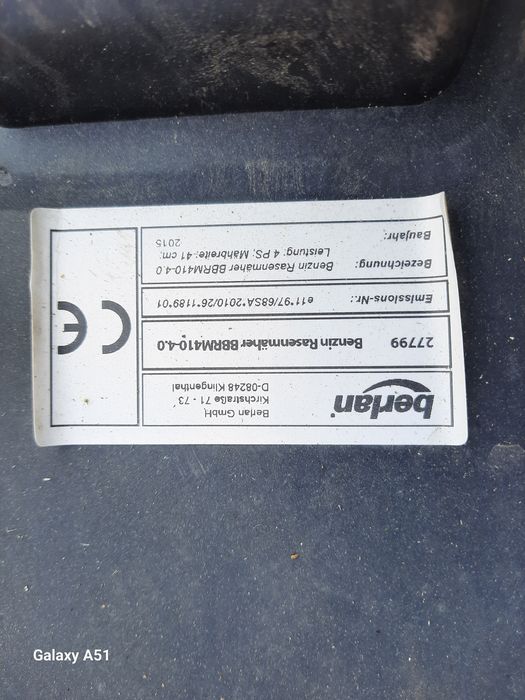 berlan
Berlan GmbH
Kirchstraße 71 - 73
D-08248 Klingenthal
27799 Benzin Rasenmäher BBRM410-4.0
Emissions-Nr.: e11*97/68SA*2010/26*1189*01
Bezeichnung: Benzin Rasenmäher BBRM410-4.0
Leistung: 4 PS; Mähbreite: 41 cm;
Baujahr: 2015
CE
Galaxy A51